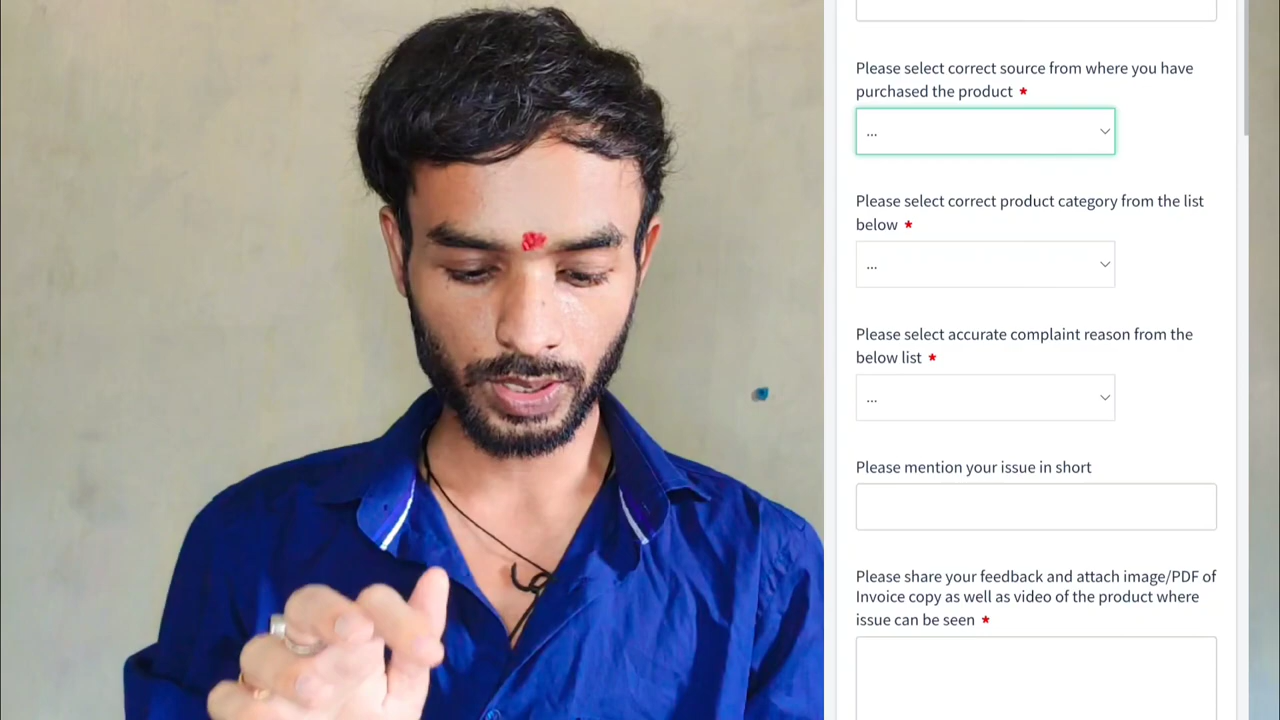 Please select correct source from where you have
purchased the product *
...
Please select correct product category from the list
below *
...
Please select accurate complaint reason from the
below list *
...
Please mention your issue in short
Please share your feedback and attach image/PDF of
Invoice copy as well as video of the product where
issue can be seen *